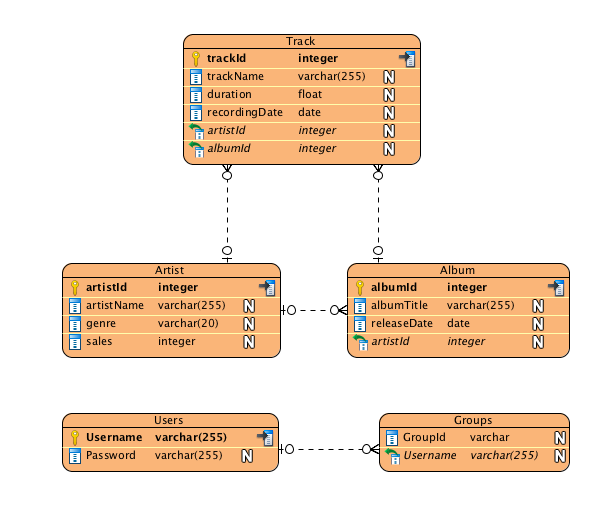 Track
trackId integer
trackName varchar(255) N
duration float N
recordingDate date N
artistId integer N
albumId integer N
Artist
artistId integer
artistName varchar(255) N
genre varchar(20) N
sales integer N
Album
albumId integer
albumTitle varchar(255) N
releaseDate date N
artistId integer N
Users
Username varchar(255)
Password varchar(255) N
Groups
GroupId varchar N
Username varchar(255) N